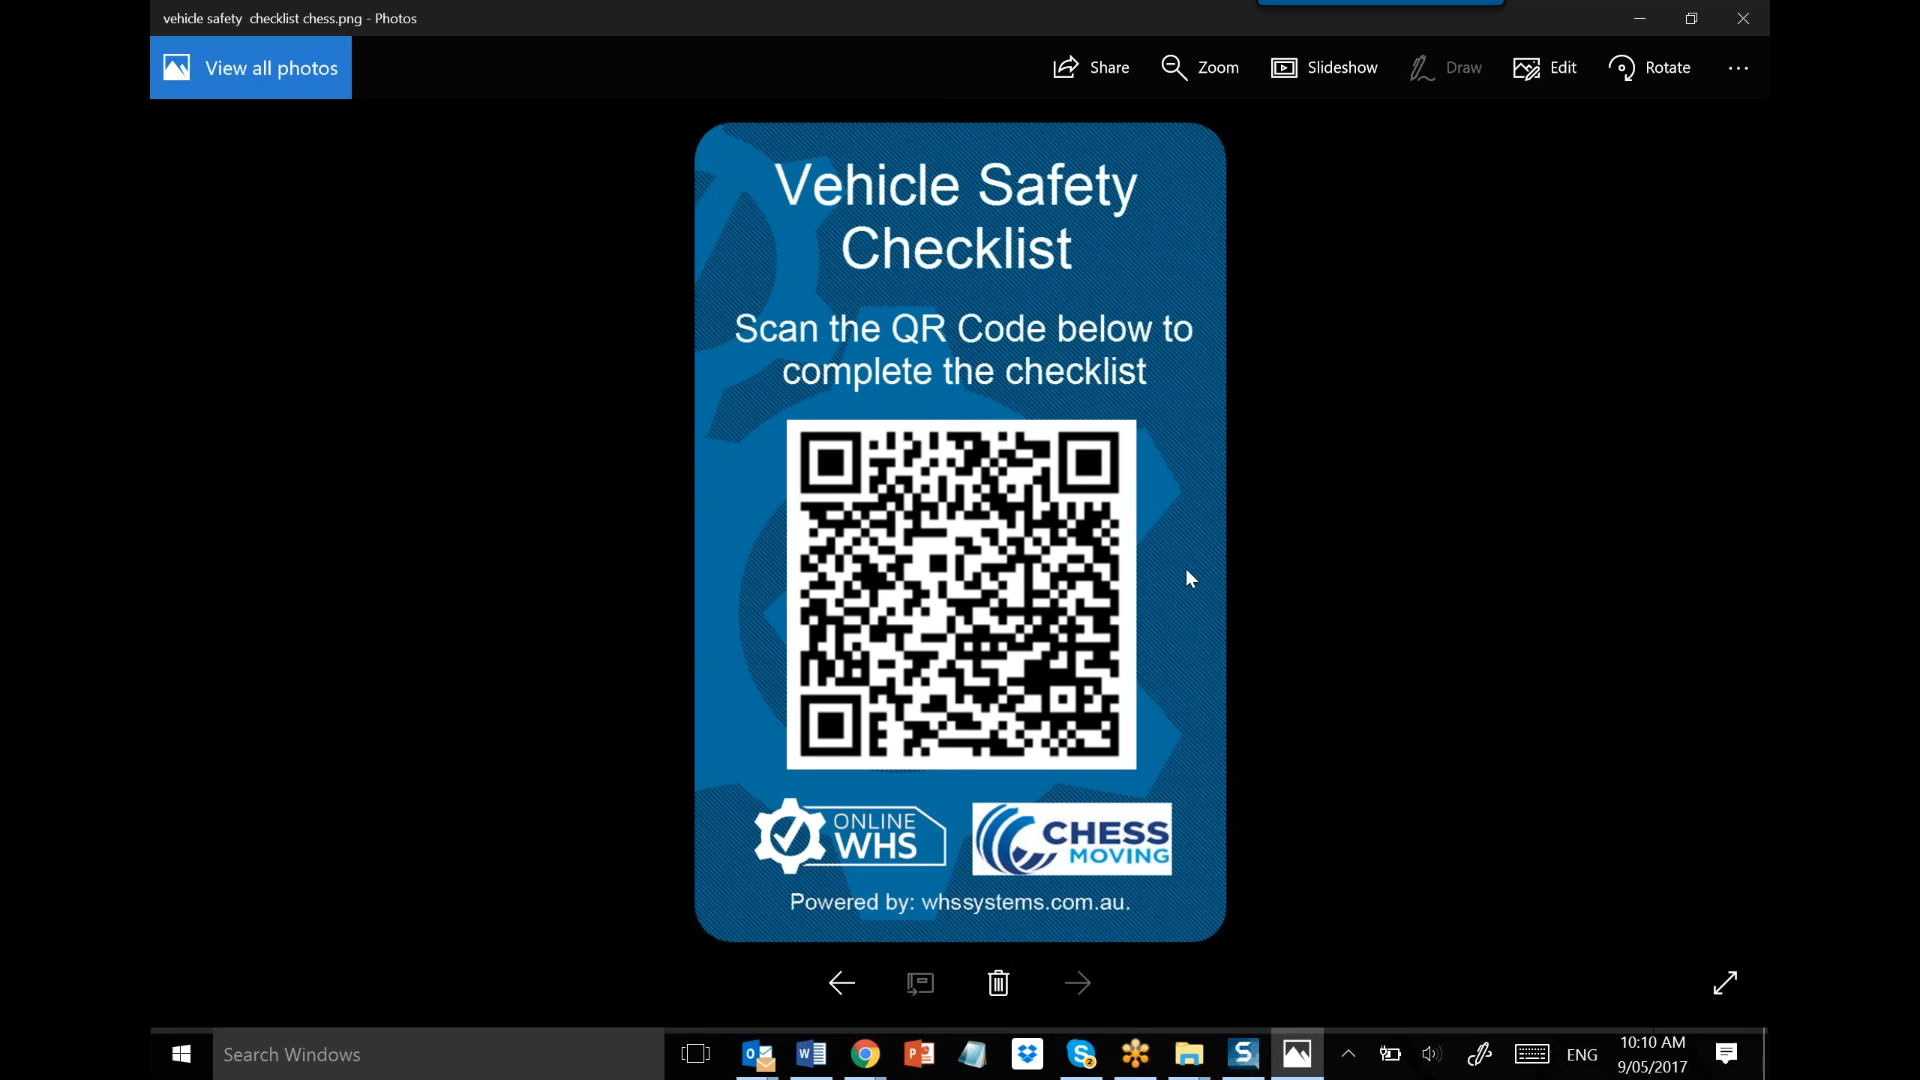 vehicle safety  checklist chess.png - Photos
View all photos
Share
Zoom
Slideshow
Draw
Edit
Rotate
Vehicle Safety
Checklist
Scan the QR Code below to
complete the checklist
ONLINE
WHS
CHESS
MOVING
Powered by: whssystems.com.au.
Search Windows
ENG
10:10 AM
9/05/2017